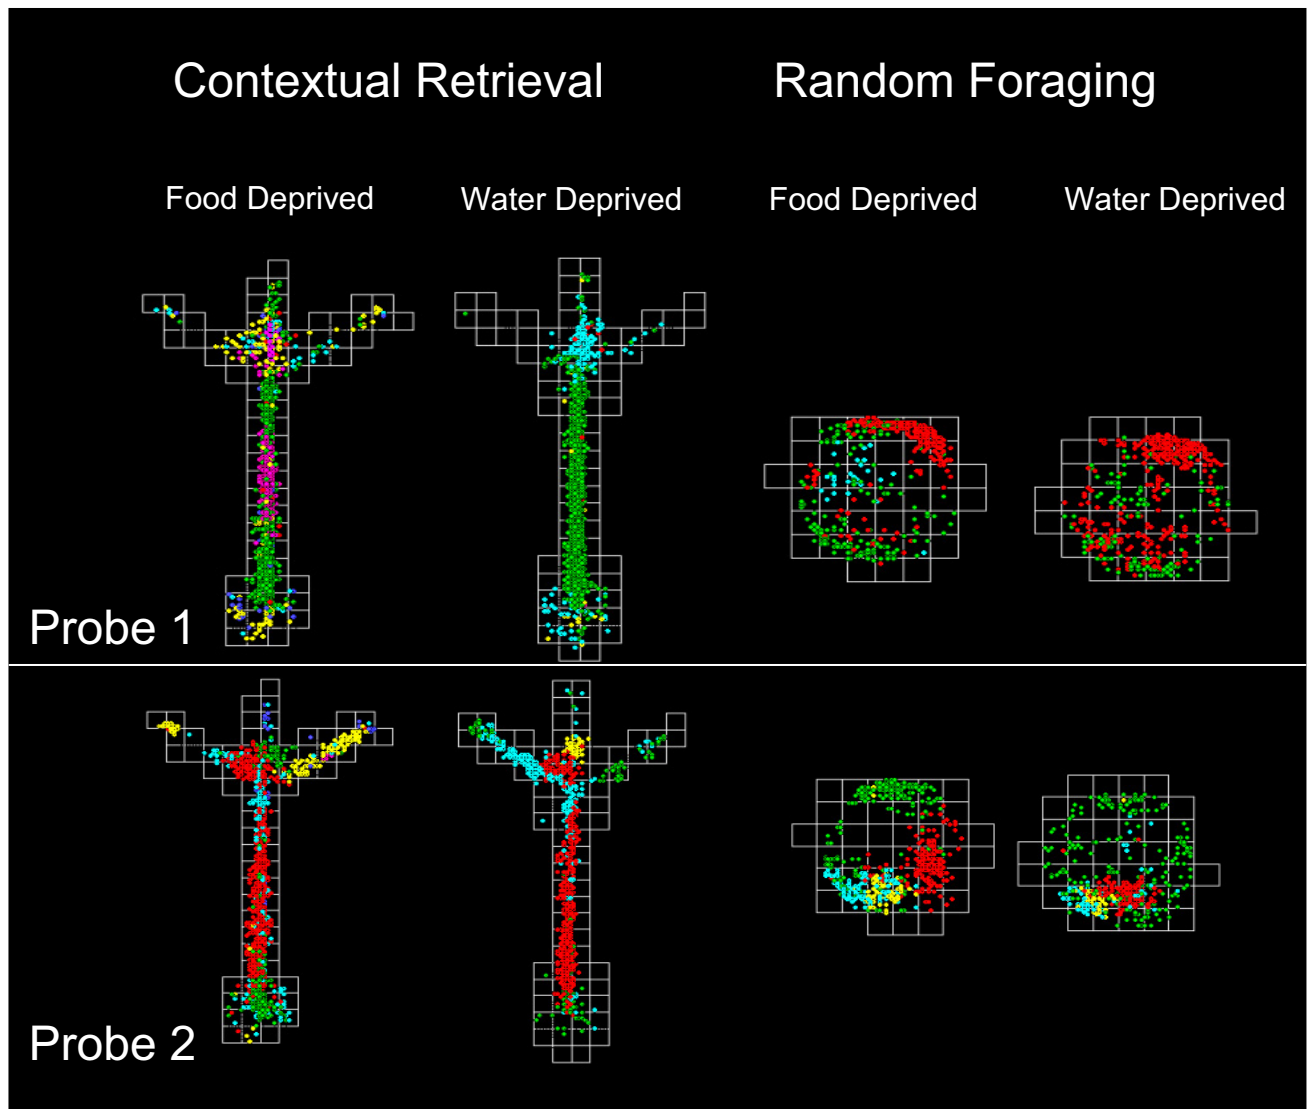 Contextual Retrieval
Random Foraging
Food Deprived
Water Deprived
Food Deprived
Water Deprived
Probe 1
Probe 2